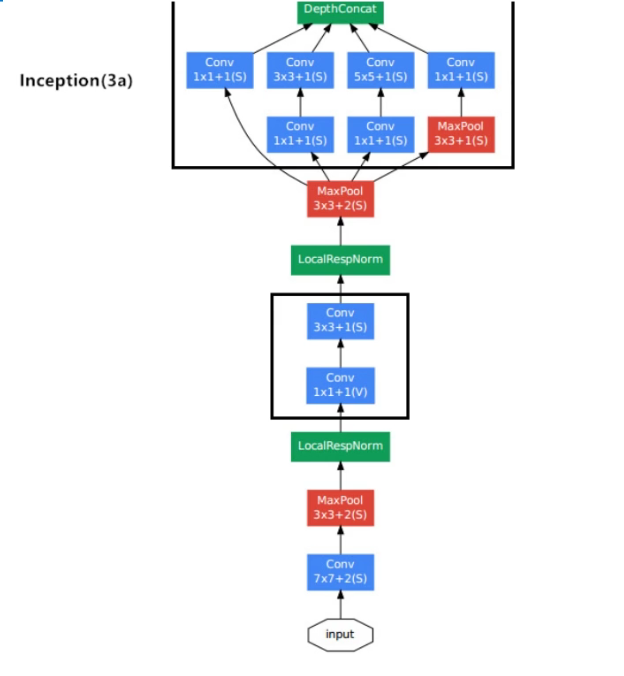 DepthConcat
Conv
1x1+1(S)
Conv
3x3+1(S)
Conv
5x5+1(S)
Conv
1x1+1(S)
Inception(3a)
Conv
1x1+1(S)
Conv
1x1+1(S)
MaxPool
3x3+1(S)
MaxPool
3x3+2(S)
LocalRespNorm
Conv
3x3+1(S)
Conv
1x1+1(V)
LocalRespNorm
MaxPool
3x3+2(S)
Conv
7x7+2(S)
input